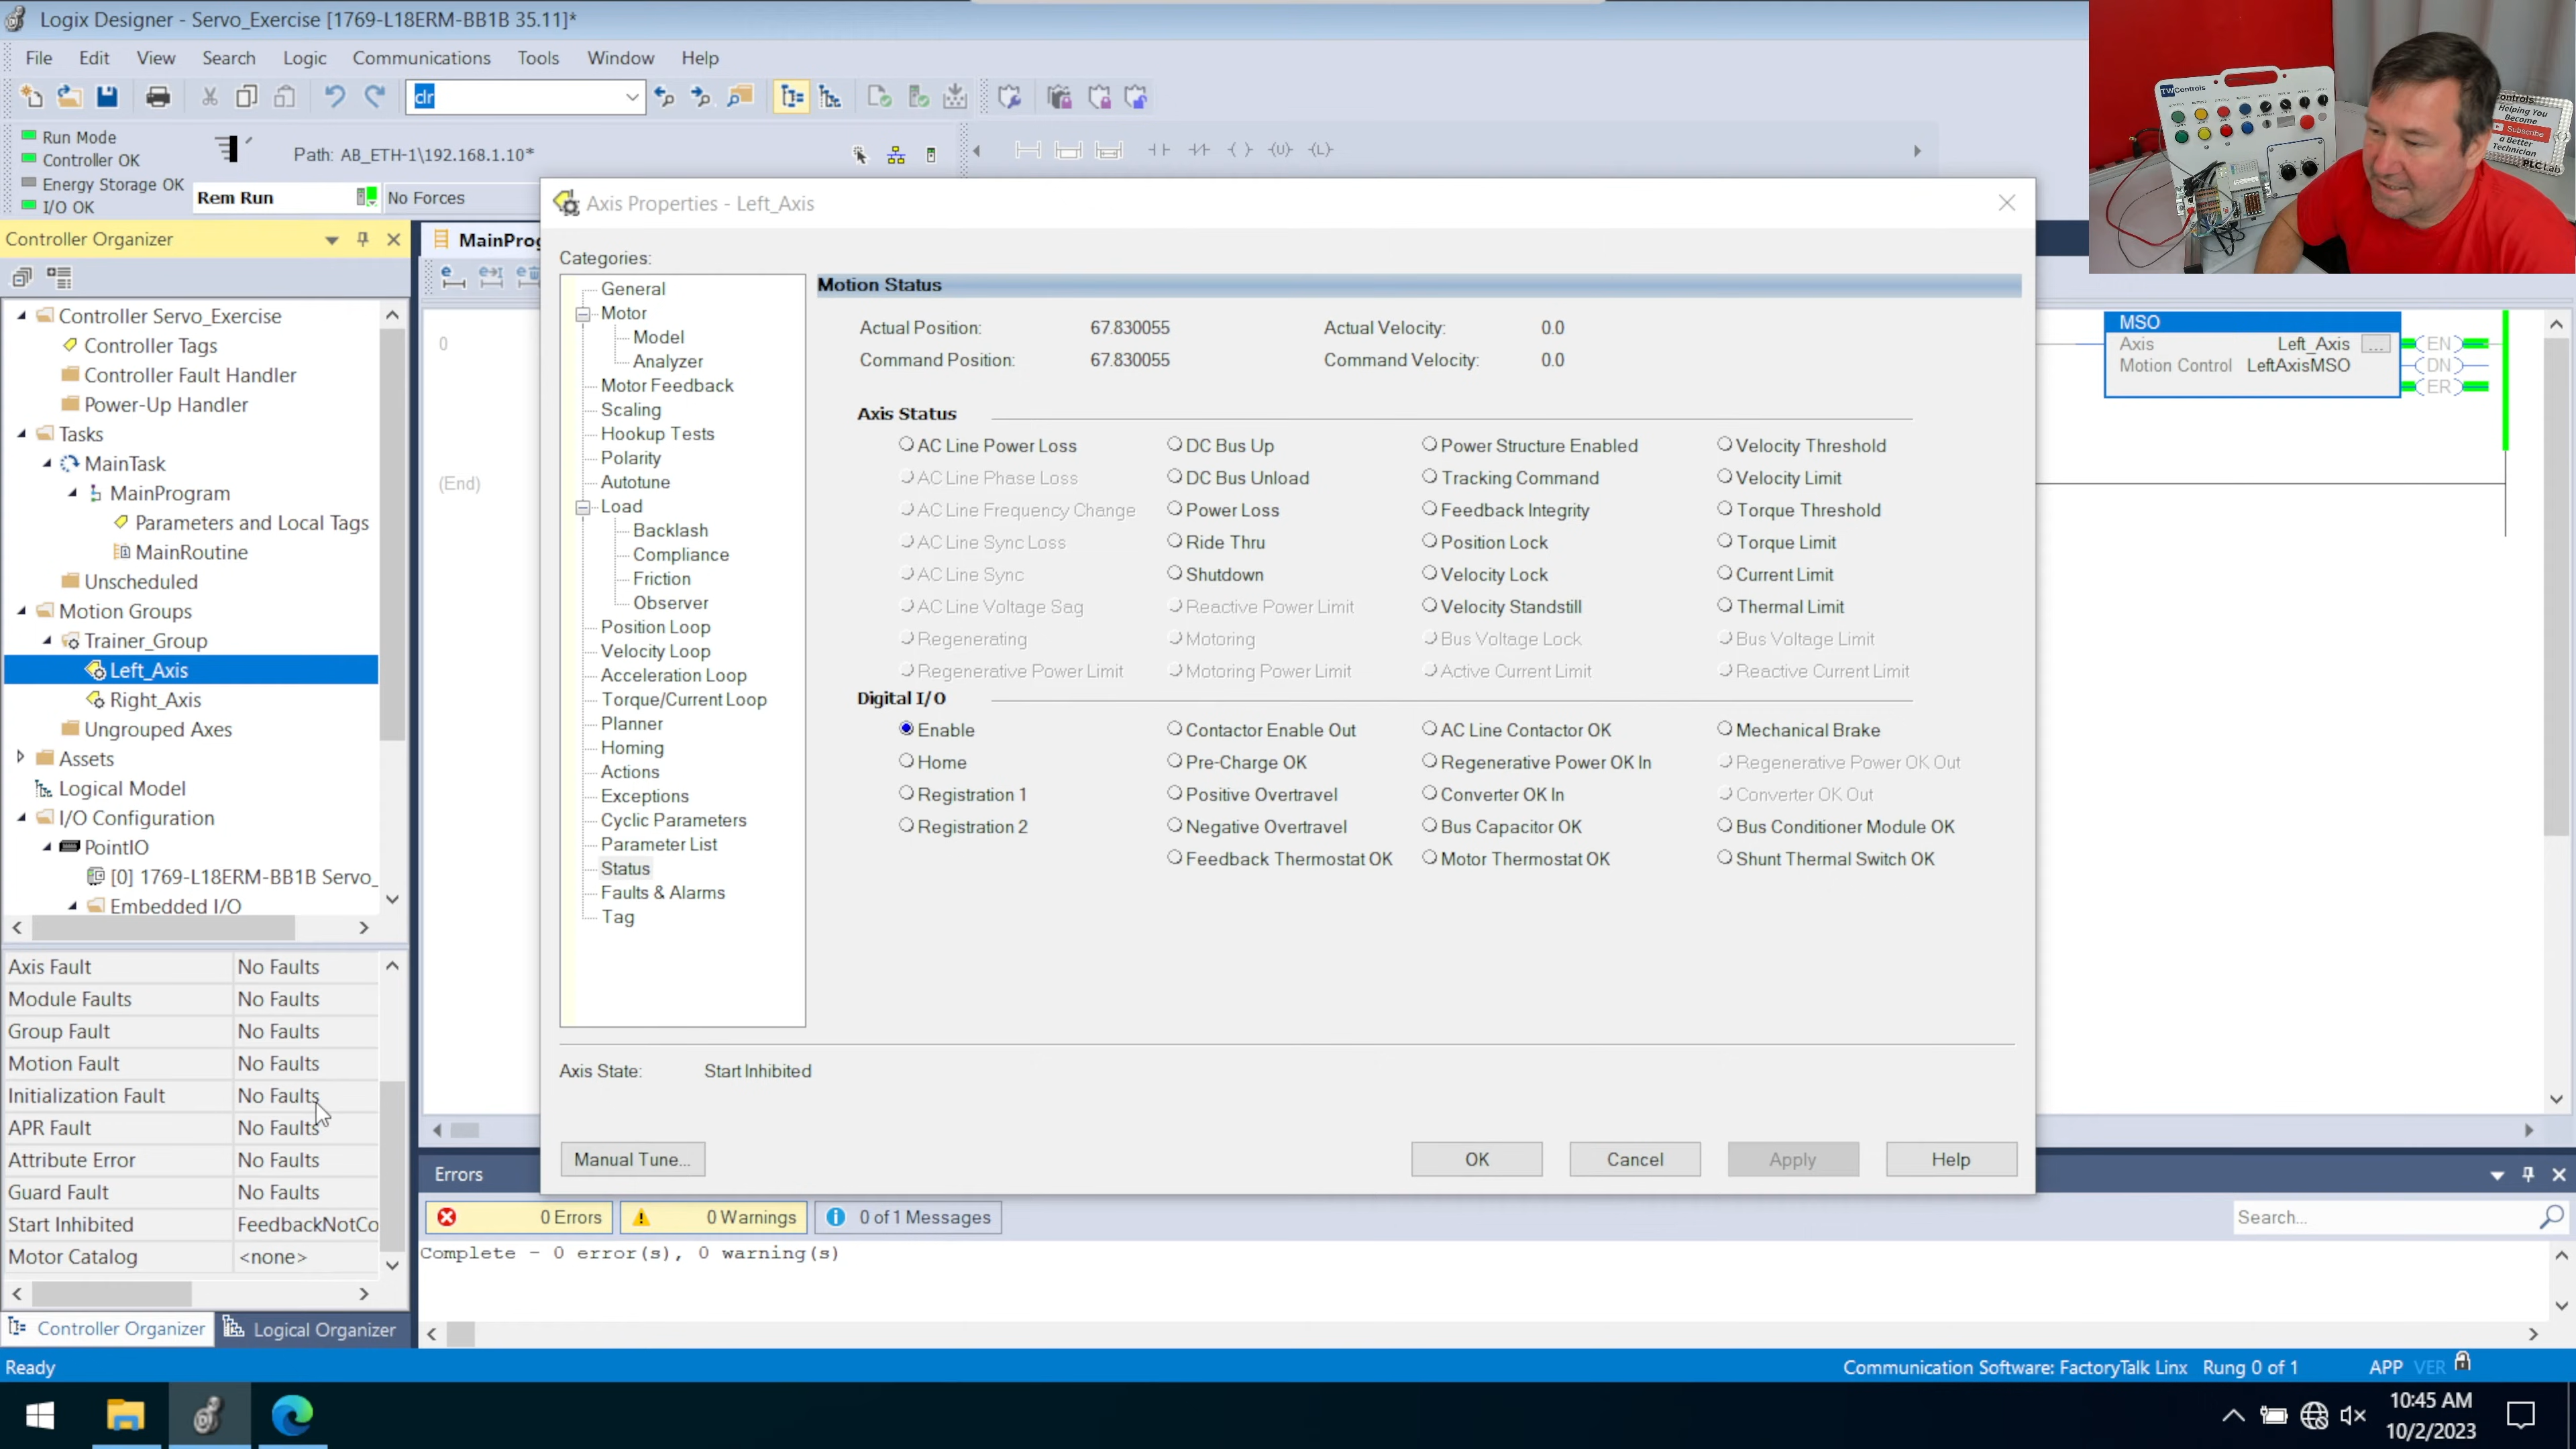 Logix Designer - Servo_Exercise [1769-L18ERM-BB1B 35.11]*
File Edit View Search Logic Communications Tools Window Help
clr
Run Mode
Controller OK
Energy Storage OK
I/O OK
Path: AB_ETH-1\192.168.1.10*
Rem Run
No Forces
TWControls
Controls
Helping You
Become
Subscribe
a Better
Technician
PLC Lab
Controller Organizer
Controller Servo_Exercise
Controller Tags
Controller Fault Handler
Power-Up Handler
Tasks
MainTask
MainProgram
Parameters and Local Tags
MainRoutine
Unscheduled
Motion Groups
Trainer_Group
Left_Axis
Right_Axis
Ungrouped Axes
Assets
Logical Model
I/O Configuration
PointIO
[0] 1769-L18ERM-BB1B Servo_
Embedded I/O
Axis Fault No Faults
Module Faults No Faults
Group Fault No Faults
Motion Fault No Faults
Initialization Fault No Faults
APR Fault No Faults
Attribute Error No Faults
Guard Fault No Faults
Start Inhibited FeedbackNotCo
Motor Catalog <none>
Controller Organizer Logical Organizer
MainProg
0
(End)
Axis Properties - Left_Axis
Categories:
General
Motor
Model
Analyzer
Motor Feedback
Scaling
Hookup Tests
Polarity
Autotune
Load
Backlash
Compliance
Friction
Observer
Position Loop
Velocity Loop
Acceleration Loop
Torque/Current Loop
Planner
Homing
Actions
Exceptions
Cyclic Parameters
Parameter List
Status
Faults & Alarms
Tag
Motion Status
Actual Position: 67.830055 Actual Velocity: 0.0
Command Position: 67.830055 Command Velocity: 0.0
Axis Status
AC Line Power Loss DC Bus Up Power Structure Enabled Velocity Threshold
AC Line Phase Loss DC Bus Unload Tracking Command Velocity Limit
AC Line Frequency Change Power Loss Feedback Integrity Torque Threshold
AC Line Sync Loss Ride Thru Position Lock Torque Limit
AC Line Sync Shutdown Velocity Lock Current Limit
AC Line Voltage Sag Reactive Power Limit Velocity Standstill Thermal Limit
Regenerating Motoring Bus Voltage Lock Bus Voltage Limit
Regenerative Power Limit Motoring Power Limit Active Current Limit Reactive Current Limit
Digital I/O
Enable Contactor Enable Out AC Line Contactor OK Mechanical Brake
Home Pre-Charge OK Regenerative Power OK In Regenerative Power OK Out
Registration 1 Positive Overtravel Converter OK In Converter OK Out
Registration 2 Negative Overtravel Bus Capacitor OK Bus Conditioner Module OK
Feedback Thermostat OK Motor Thermostat OK Shunt Thermal Switch OK
Axis State: Start Inhibited
Manual Tune... OK Cancel Apply Help
MSO
Axis Left_Axis ... EN
Motion Control LeftAxisMSO DN
ER
Errors
0 Errors 0 Warnings 0 of 1 Messages Search...
Complete - 0 error(s), 0 warning(s)
Ready Communication Software: FactoryTalk Linx Rung 0 of 1 APP VER
10:45 AM
10/2/2023